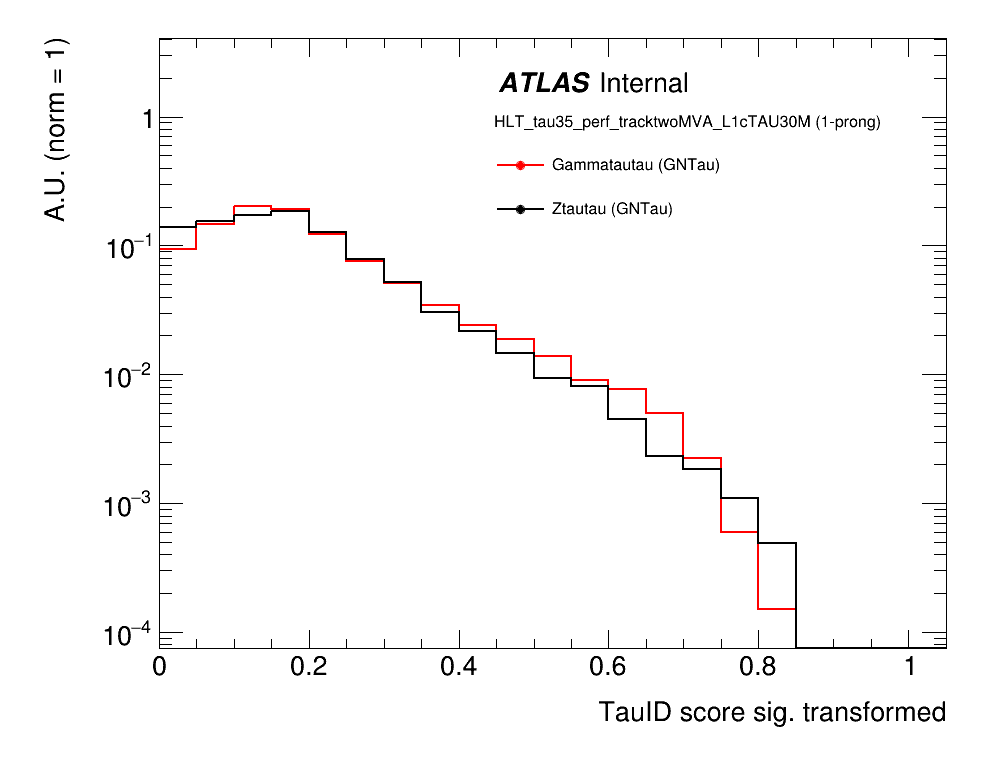 A.U. (norm = 1)
ATLAS Internal
HLT_tau35_perf_tracktwoMVA_L1cTAU30M (1-prong)
Gammatautau (GNTau)
Ztautau (GNTau)
1
10⁻¹
10⁻²
10⁻³
10⁻⁴
0 0.2 0.4 0.6 0.8 1
TauID score sig. transformed